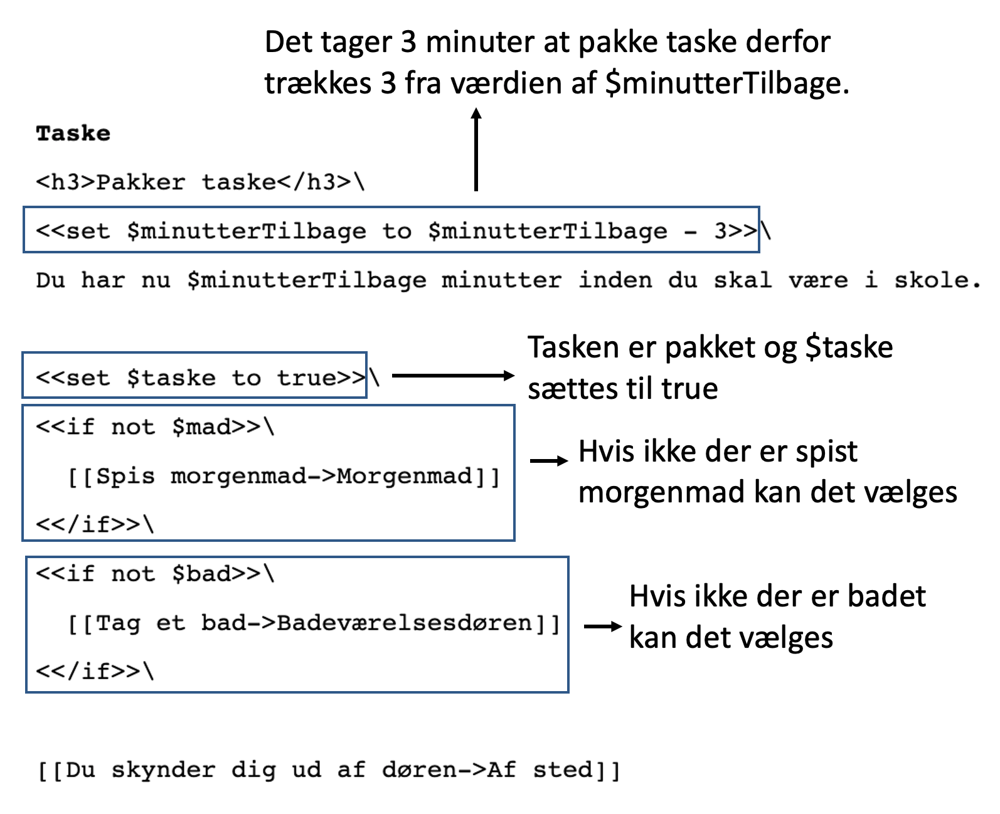 Det tager 3 minuter at pakke taske derfor
trækkes 3 fra værdien af $minutterTilbage.
Taske
<h3>Pakker taske</h3>\
<<set $minutterTilbage to $minutterTilbage - 3>>\
Du har nu $minutterTilbage minutter inden du skal være i skole.
<<set $taske to true>>\
Tasken er pakket og $taske
sættes til true
<<if not $mad>>\
[[Spis morgenmad->Morgenmad]]
<</if>>\
Hvis ikke der er spist
morgenmad kan det vælges
<<if not $bad>>\
[[Tag et bad->Badeværelsesdøren]]
<</if>>\
Hvis ikke der er badet
kan det vælges
[[Du skynder dig ud af døren->Af sted]]